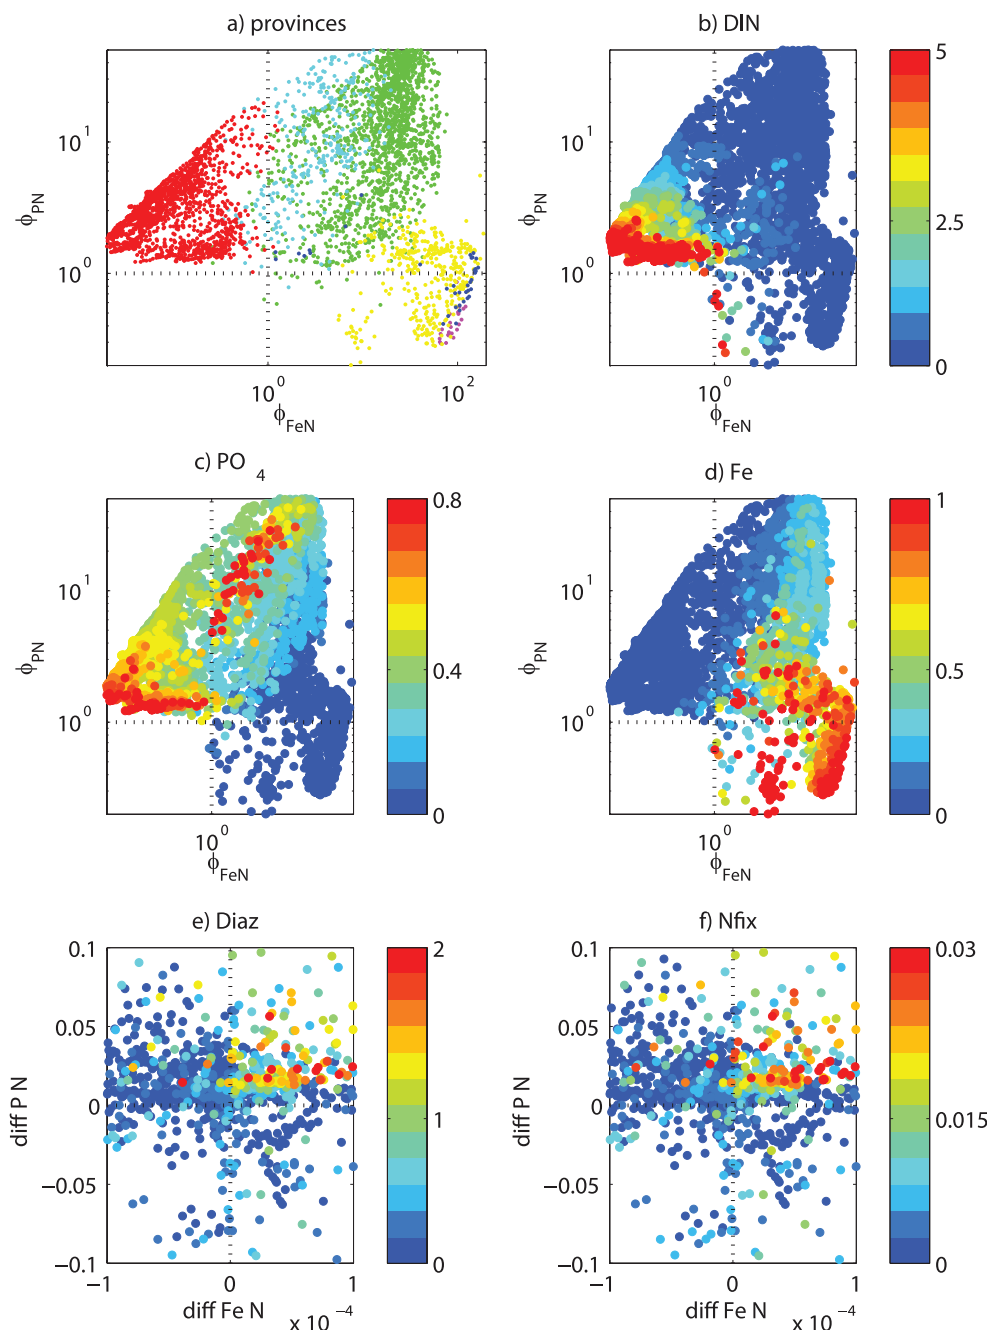 a) provinces
b) DIN
ϕPN
10^1
10^0
10^0
10^2
ϕFeN
ϕPN
10^1
10^0
10^0
ϕFeN
5
2.5
0
c) PO4
d) Fe
ϕPN
10^1
10^0
10^0
ϕFeN
0.8
0.4
0
ϕPN
10^1
10^0
10^0
ϕFeN
1
0.5
0
e) Diaz
f) Nfix
diff P N
0.1
0.05
0
−0.05
−0.1
−1
0
1
diff Fe N
x 10^−4
2
1
0
diff P N
0.1
0.05
0
−0.05
−0.1
−1
0
1
diff Fe N
x 10^−4
0.03
0.015
0